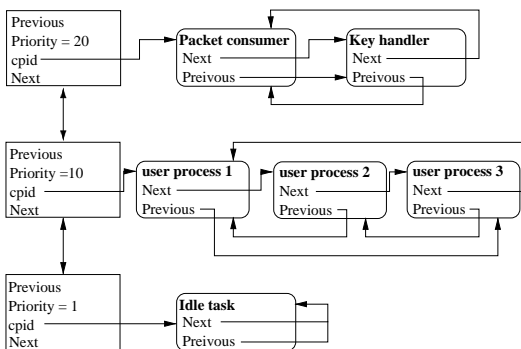 Previous
Priority = 20
cpid
Next
Packet consumer
Next
Preivous
Key handler
Next
Preivous
Previous
Priority =10
cpid
Next
user process 1
Next
Previous
user process 2
Next
Previous
user process 3
Next
Previous
Previous
Priority = 1
cpid
Next
Idle task
Next
Preivous